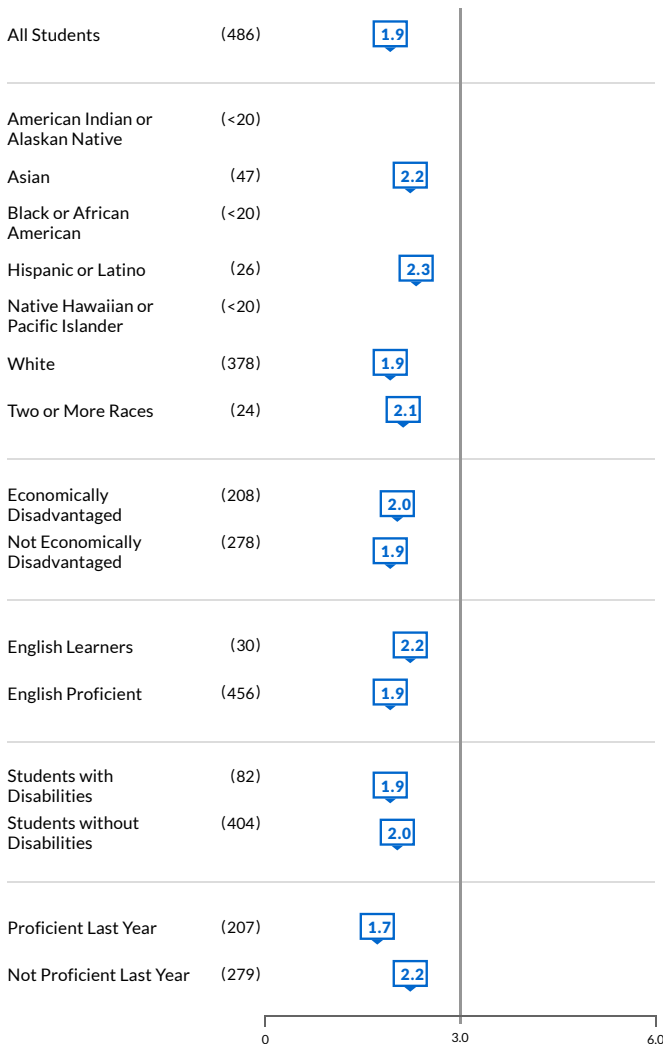 All Students (486) 1.9
American Indian or (<20)
Alaskan Native
Asian (47) 2.2
Black or African (<20)
American
Hispanic or Latino (26) 2.3
Native Hawaiian or (<20)
Pacific Islander
White (378) 1.9
Two or More Races (24) 2.1
Economically (208) 2.0
Disadvantaged
Not Economically (278) 1.9
Disadvantaged
English Learners (30) 2.2
English Proficient (456) 1.9
Students with (82) 1.9
Disabilities
Students without (404) 2.0
Disabilities
Proficient Last Year (207) 1.7
Not Proficient Last Year (279) 2.2
0 3.0 6.0